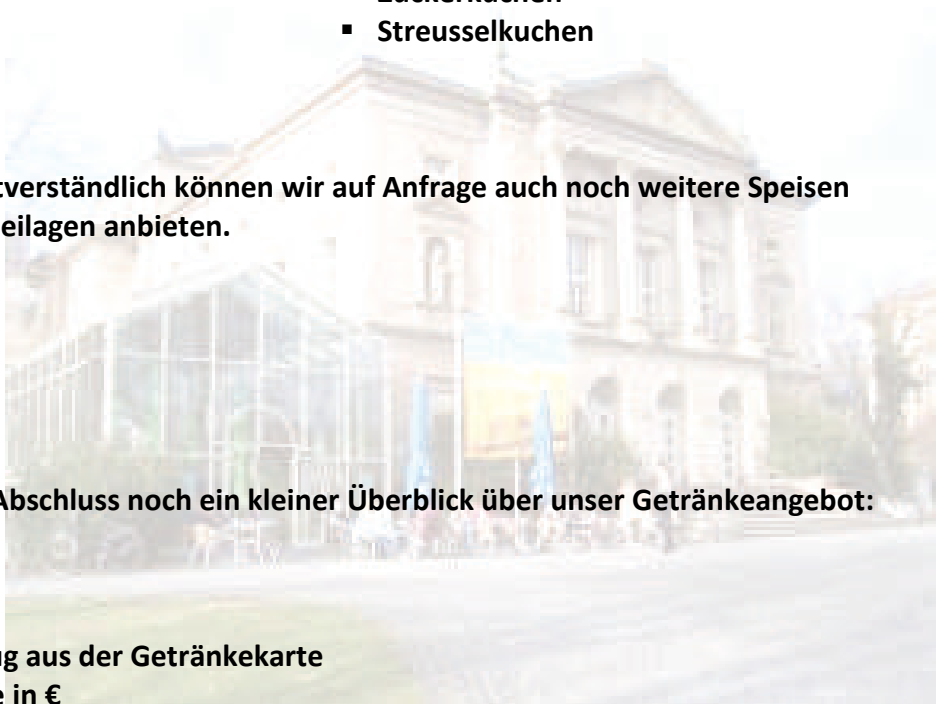 Zuckerkuchen
▪ Streusselkuchen
tverständlich können wir auf Anfrage auch noch weitere Speisen
eilagen anbieten.
Abschluss noch ein kleiner Überblick über unser Getränkeangebot:
g aus der Getränkekarte
e in €